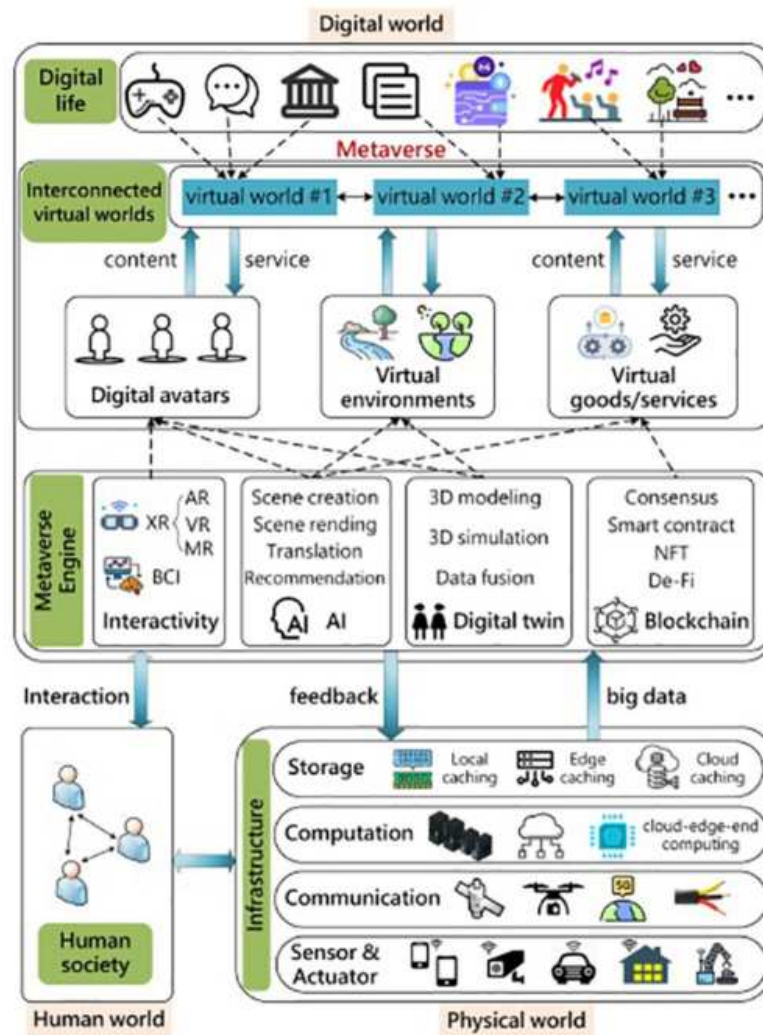 Digital world
Digital
life
...
Metaverse
Interconnected
virtual worlds
virtual world #1
virtual world #2
virtual world #3
...
content
service
content
service
Digital avatars
Virtual
environments
Virtual
goods/services
Metaverse
Engine
XR
AR
VR
MR
BCI
Interactivity
Scene creation
Scene rending
Translation
Recommendation
AI
AI
3D modeling
3D simulation
Data fusion
Digital twin
Consensus
Smart contract
NFT
De-Fi
Blockchain
Interaction
feedback
big data
Human
society
Human world
Infrastructure
Storage
Local
caching
Edge
caching
Cloud
caching
Computation
cloud-edge-end
computing
Communication
5G
Sensor &
Actuator
Physical world